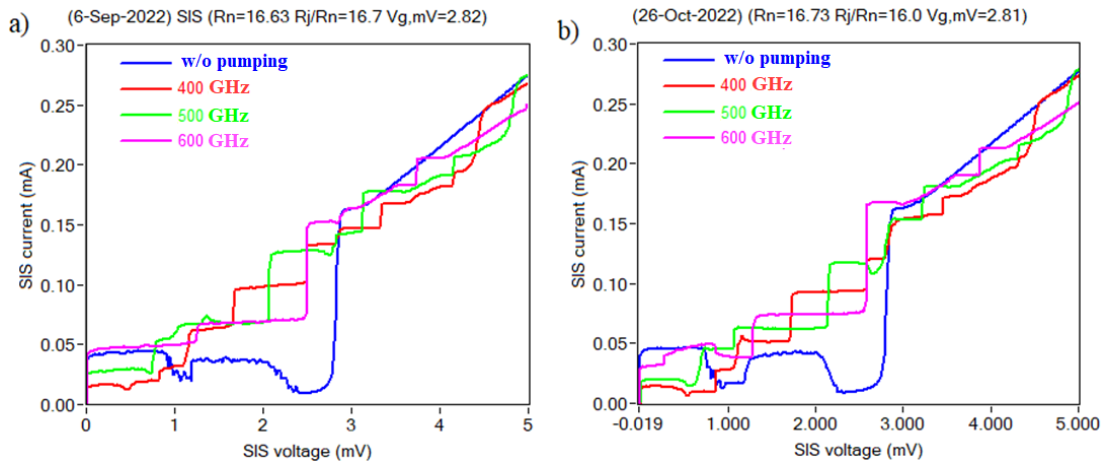 a)
(6-Sep-2022) SIS (Rn=16.63 Rj/Rn=16.7 Vg,mV=2.82)
0.30
0.25
0.20
0.15
0.10
0.05
0.00
SIS current (mA)
w/o pumping
400 GHz
500 GHz
600 GHz
0 1 2 3 4 5
SIS voltage (mV)
b)
(26-Oct-2022) (Rn=16.73 Rj/Rn=16.0 Vg,mV=2.81)
0.30
0.25
0.20
0.15
0.10
0.05
0.00
SIS current (mA)
w/o pumping
400 GHz
500 GHz
600 GHz
-0.019 1.000 2.000 3.000 4.000 5.000
SIS voltage (mV)